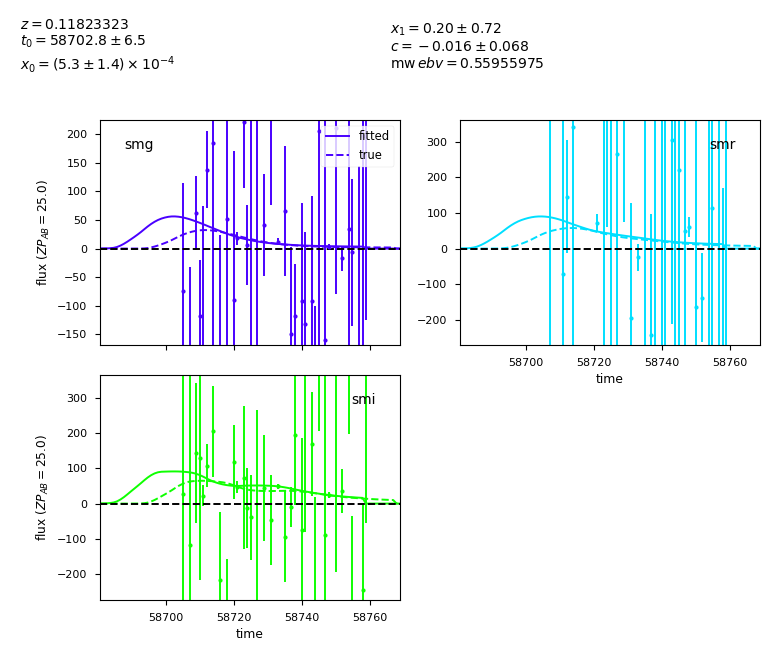 z = 0.11823323
t₀ = 58702.8 ± 6.5
x₀ = (5.3 ± 1.4) × 10⁻⁴
x₁ = 0.20 ± 0.72
c = −0.016 ± 0.068
mw ebv = 0.55955975
smg
fitted
true
200
150
100
50
0
−50
−100
−150
flux (ZP_AB = 25.0)
smr
300
200
100
0
−100
−200
58700 58720 58740 58760
time
smi
300
200
100
0
−100
−200
flux (ZP_AB = 25.0)
58700 58720 58740 58760
time